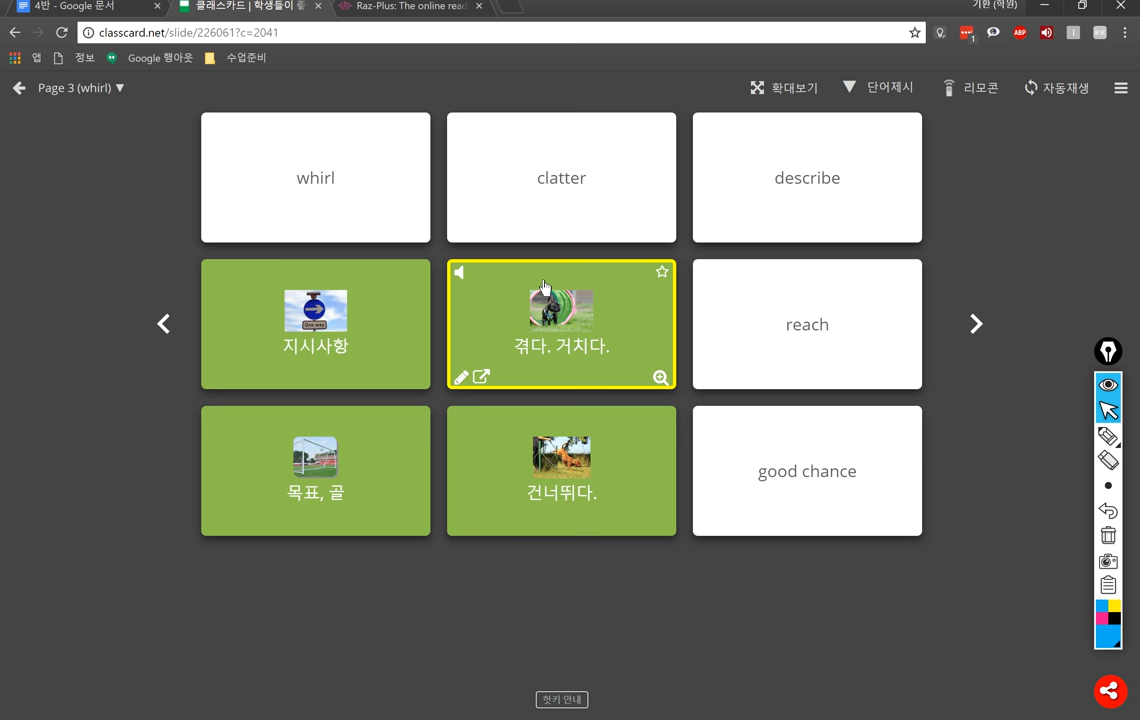 4반 - Google 문서
클래스카드 | 학생들이 즐
Raz-Plus: The online read
기환 (학원)
classcard.net/slide/226061?c=2041
ABP
앱
정보
Google 행아웃
수업준비
Page 3 (whirl) ▼
확대보기
단어제시
리모콘
자동재생
whirl
clatter
describe
지시사항
겪다. 거치다.
reach
목표, 골
건너뛰다.
good chance
핫키 안내